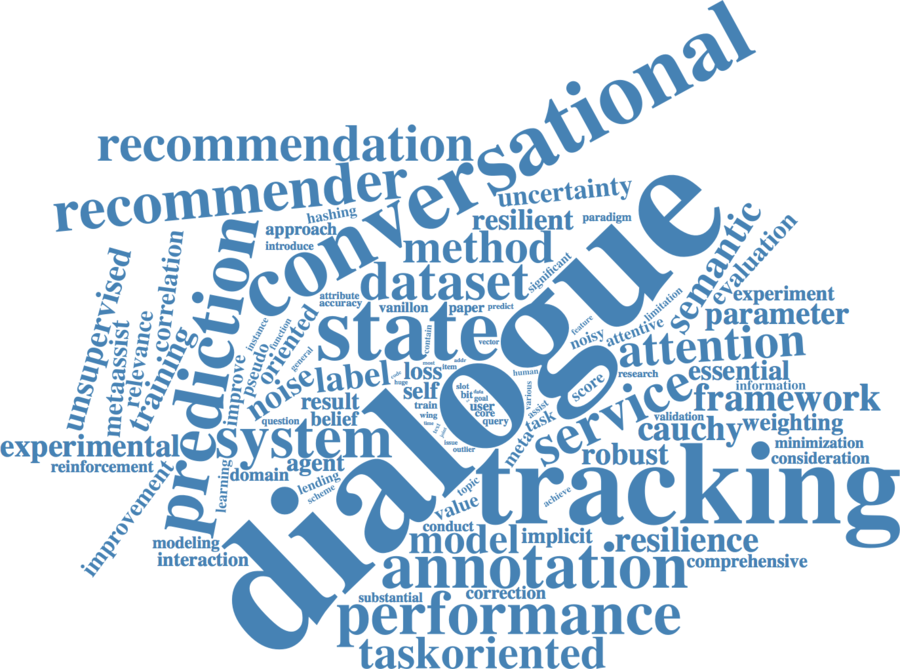 conversational
recommendation
recommender
uncertainty
hashing
resilient
paradigm
approach
introduce
method
dialogue
semantic
evaluation
significant
dataset
unsupervised
correlation
prediction
attribute
accuracy
vanillon
paper
predict
limitation
experiment
parameter
metaassist
relevance
training
instance
function
oriented
pseudo
general
state
contain
vector
feature
noisy
attentive
attention
research
essential
improve
noise
label
loss
self
item
human
various
score
information
framework
result
belief
train
slot
bit
goal
user
core
query
assist
service
validation
cauchy
weighting
question
experimental
system
wing
text
outlier
meta
task
robust
minimization
consideration
reinforcement
improvement
learning
domain
agent
lending
scheme
topic
value
tracking
achieve
conduct
modeling
interaction
model
implicit
resilience
annotation
comprehensive
substantial
correction
performance
taskoriented